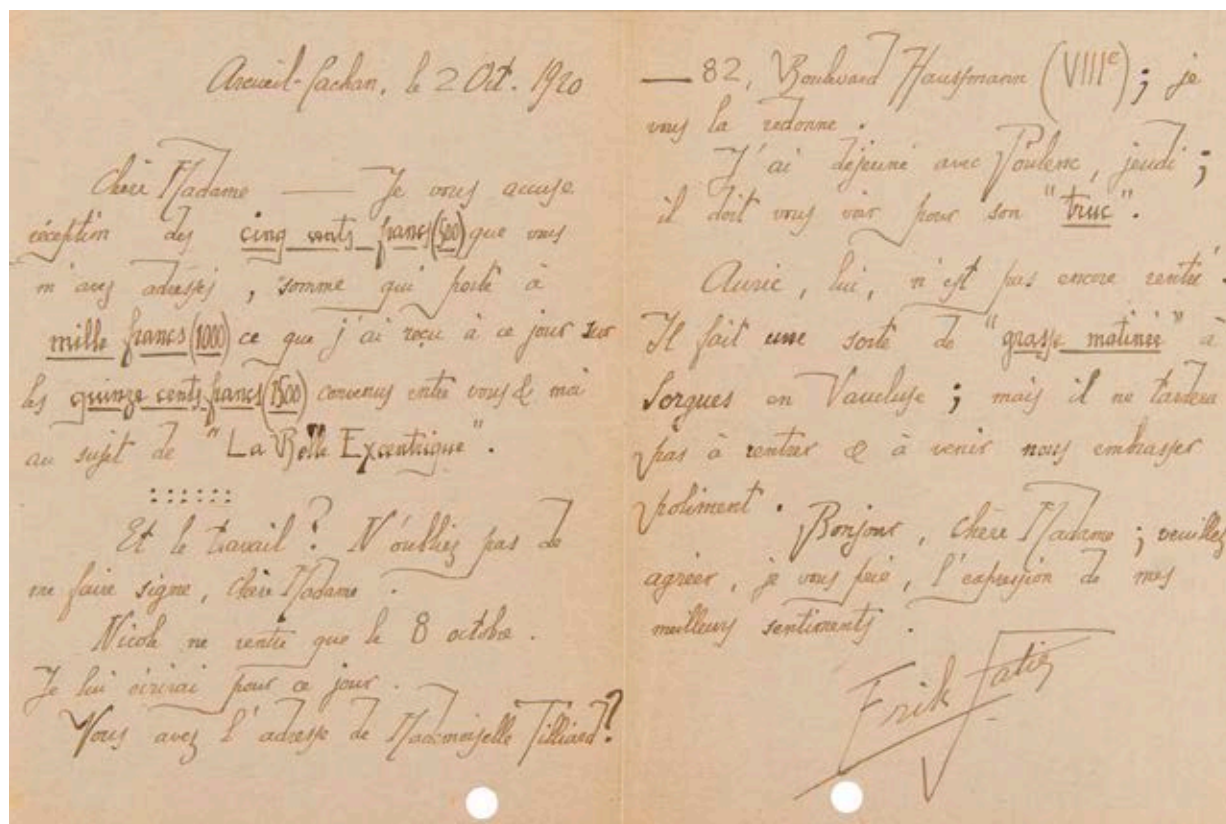 Arcueil-Cachan, le 2 Oct. 1920
Chère Madame — Je vous accuse
réception des cinq cents francs (500) que vous
m'avez adressés, somme qui porte à
mille francs (1000) ce que j'ai reçu à ce jour sur
les quinze cents francs (1500) convenus entre vous & moi
au sujet de "La Belle Excentrique".
::::::
Et le travail? N'oubliez pas de
me faire signe, chère Madame.
Nicole ne rentre que le 8 octobre.
Je lui écrirai pour ce jour.
Vous avez l'adresse de Mademoiselle Tilliard?
— 82, Boulevard Haussmann (VIIIe); je
vous la redonne.
J'ai déjeuné avec Poulenc, jeudi;
il doit vous voir pour son "truc".
Auric, lui, n'est pas encore rentré.
Il fait une sorte de "grasse matinée" à
Sorgues en Vaucluse; mais il ne tardera
pas à rentrer & à venir nous embrasser
poliment.
Bonjour, chère Madame; veuillez
agréer, je vous prie, l'expression de mes
meilleurs sentiments.
Erik Satie